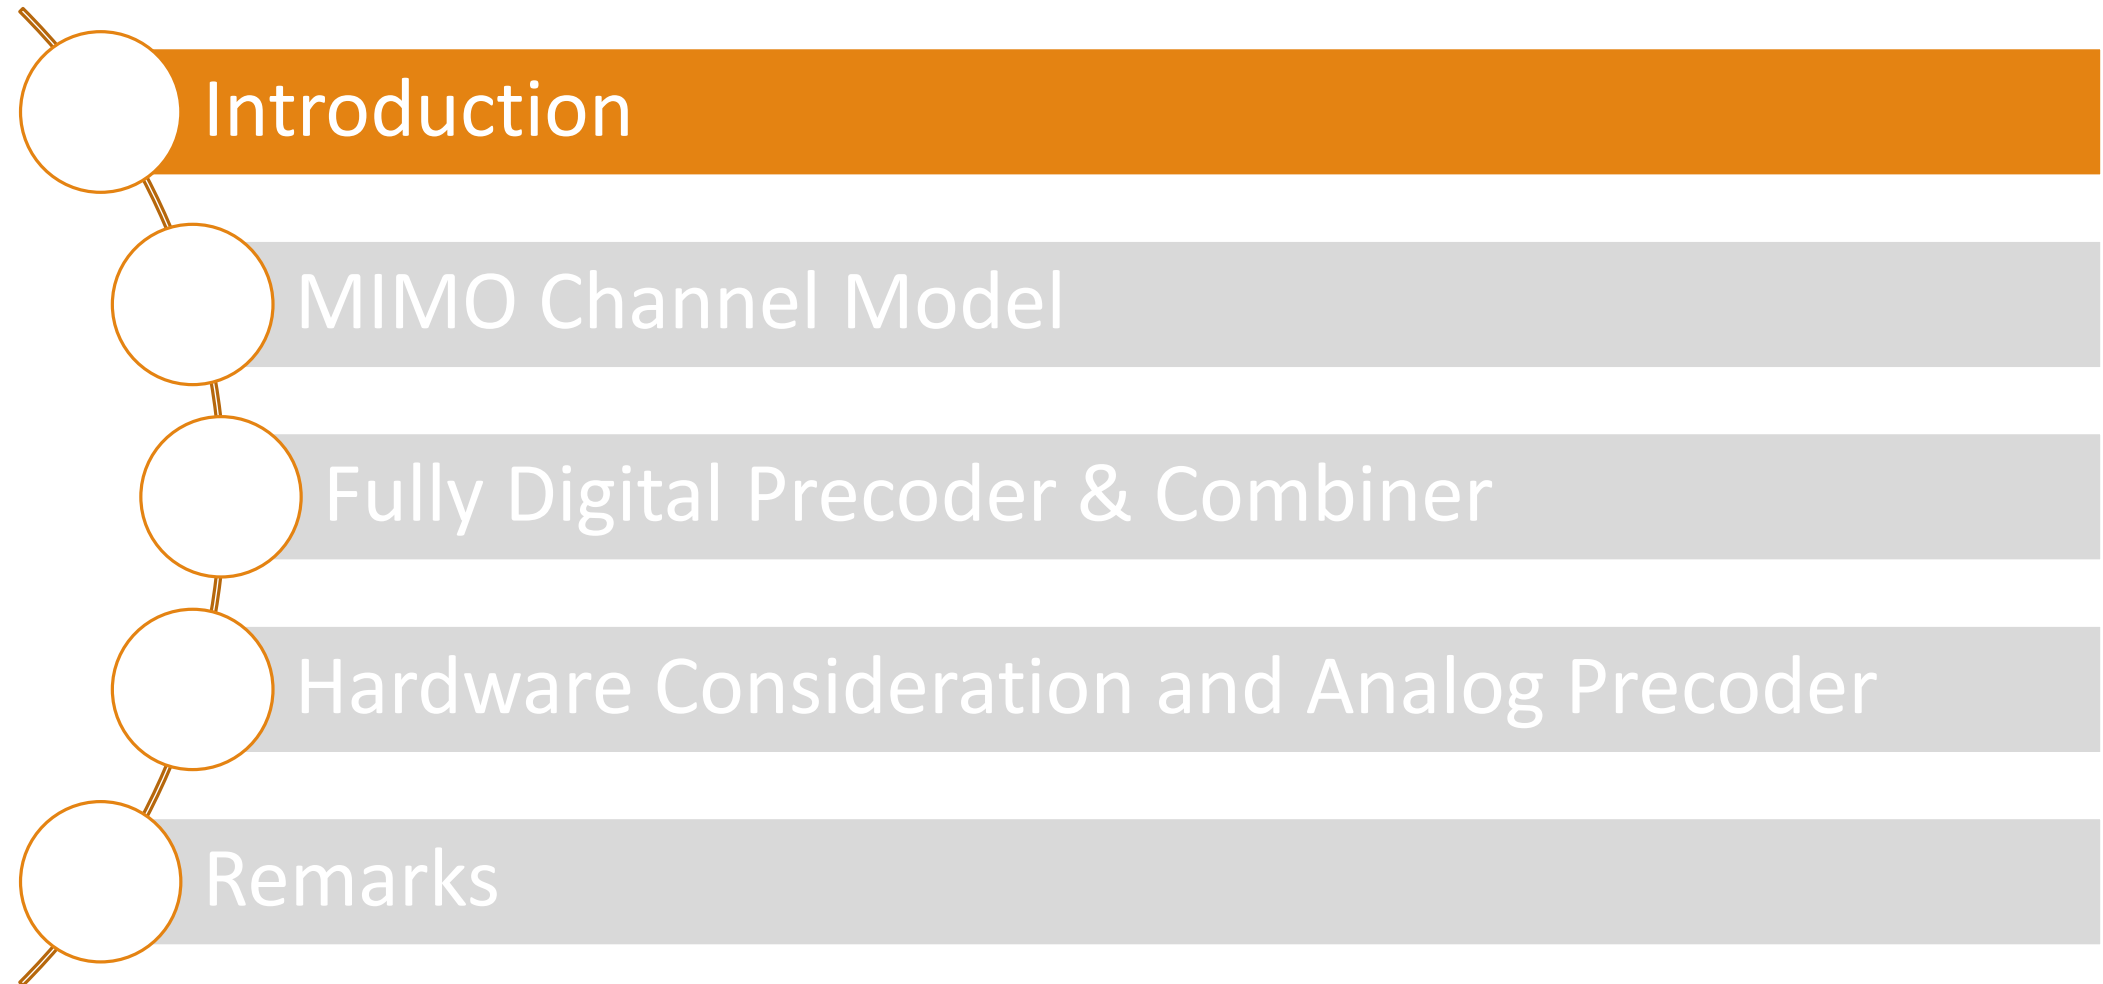 Introduction
MIMO Channel Model
Fully Digital Precoder & Combiner
Hardware Consideration and Analog Precoder
Remarks